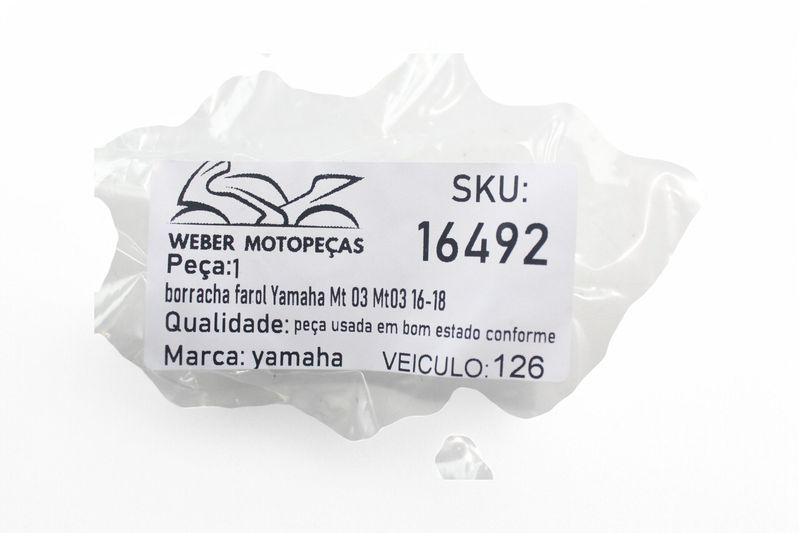 WEBER MOTOPEÇAS
SKU:
16492
Peça:1
borracha farol Yamaha Mt 03 Mt03 16-18
Qualidade: peça usada em bom estado conforme
Marca: yamaha VEICULO: 126